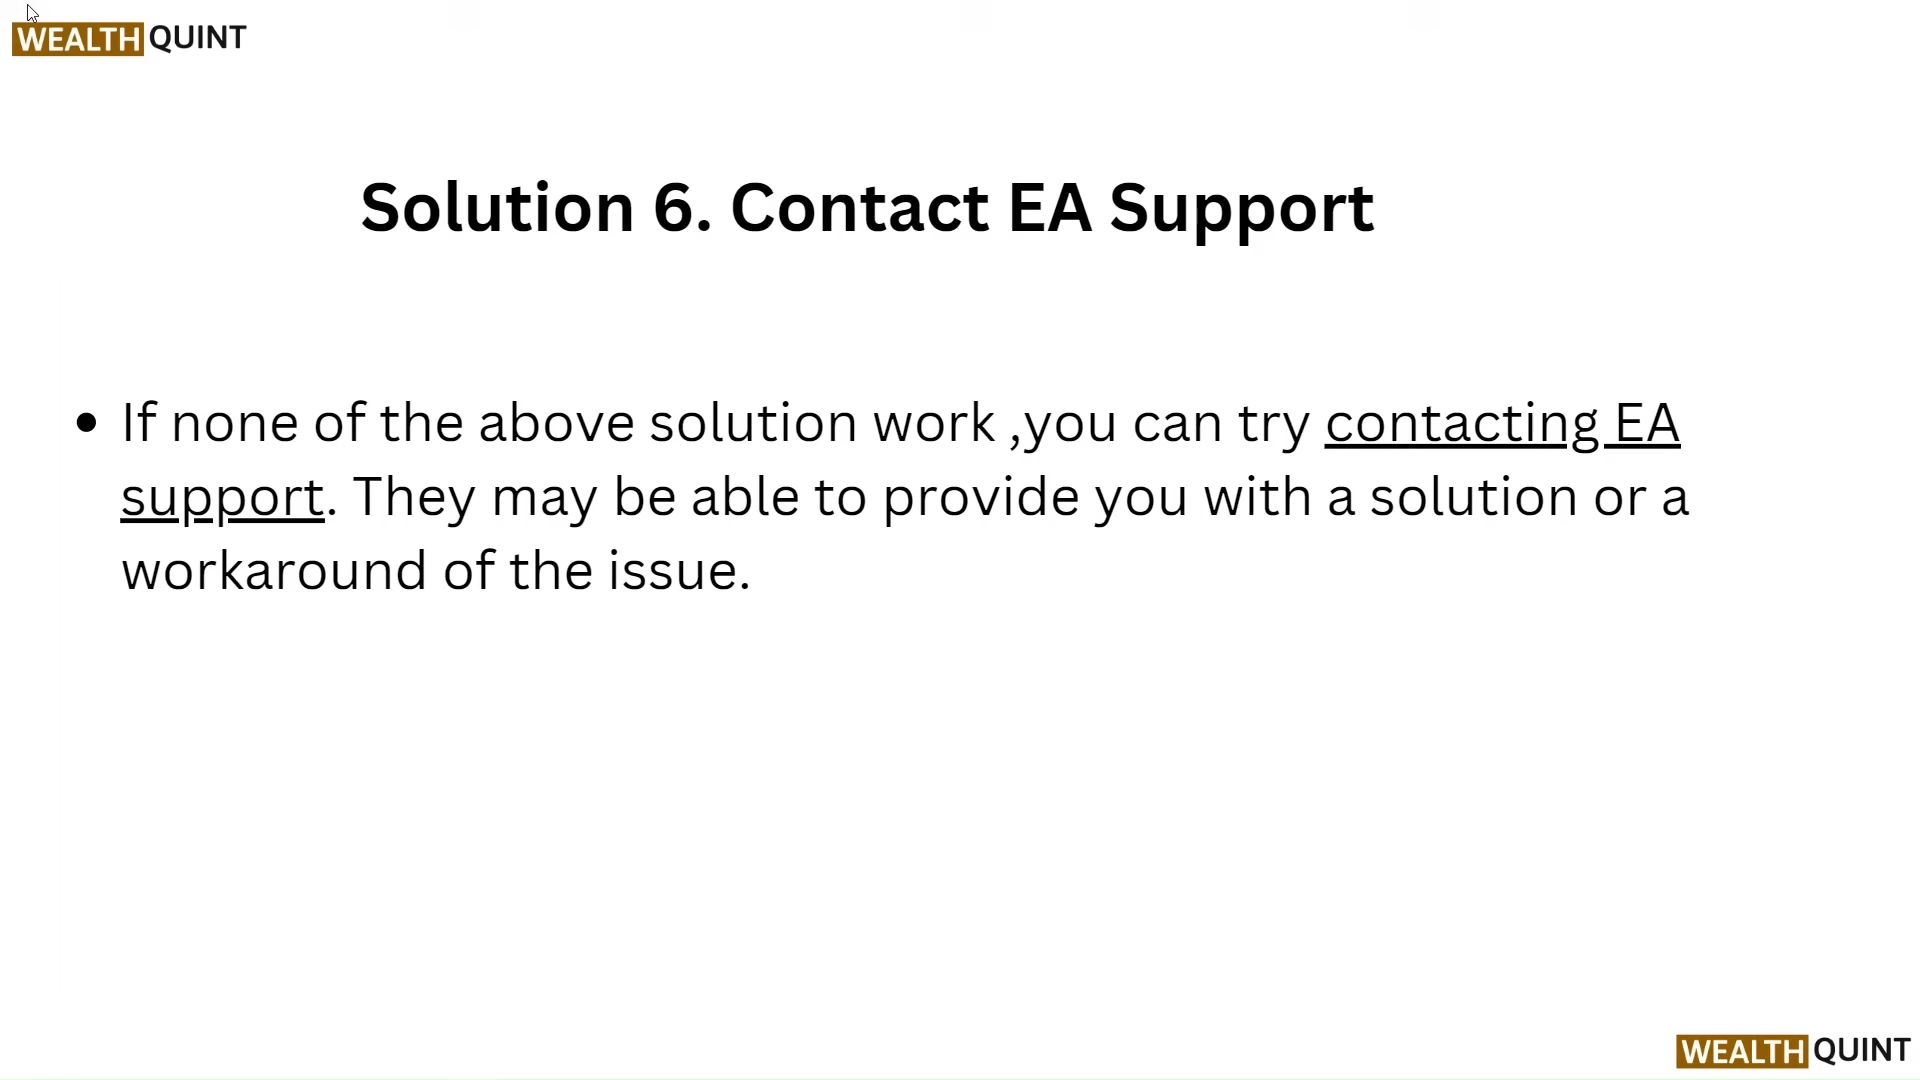 WEALTH QUINT
Solution 6. Contact EA Support
• If none of the above solution work ,you can try contacting EA
support. They may be able to provide you with a solution or a
workaround of the issue.
WEALTH QUINT